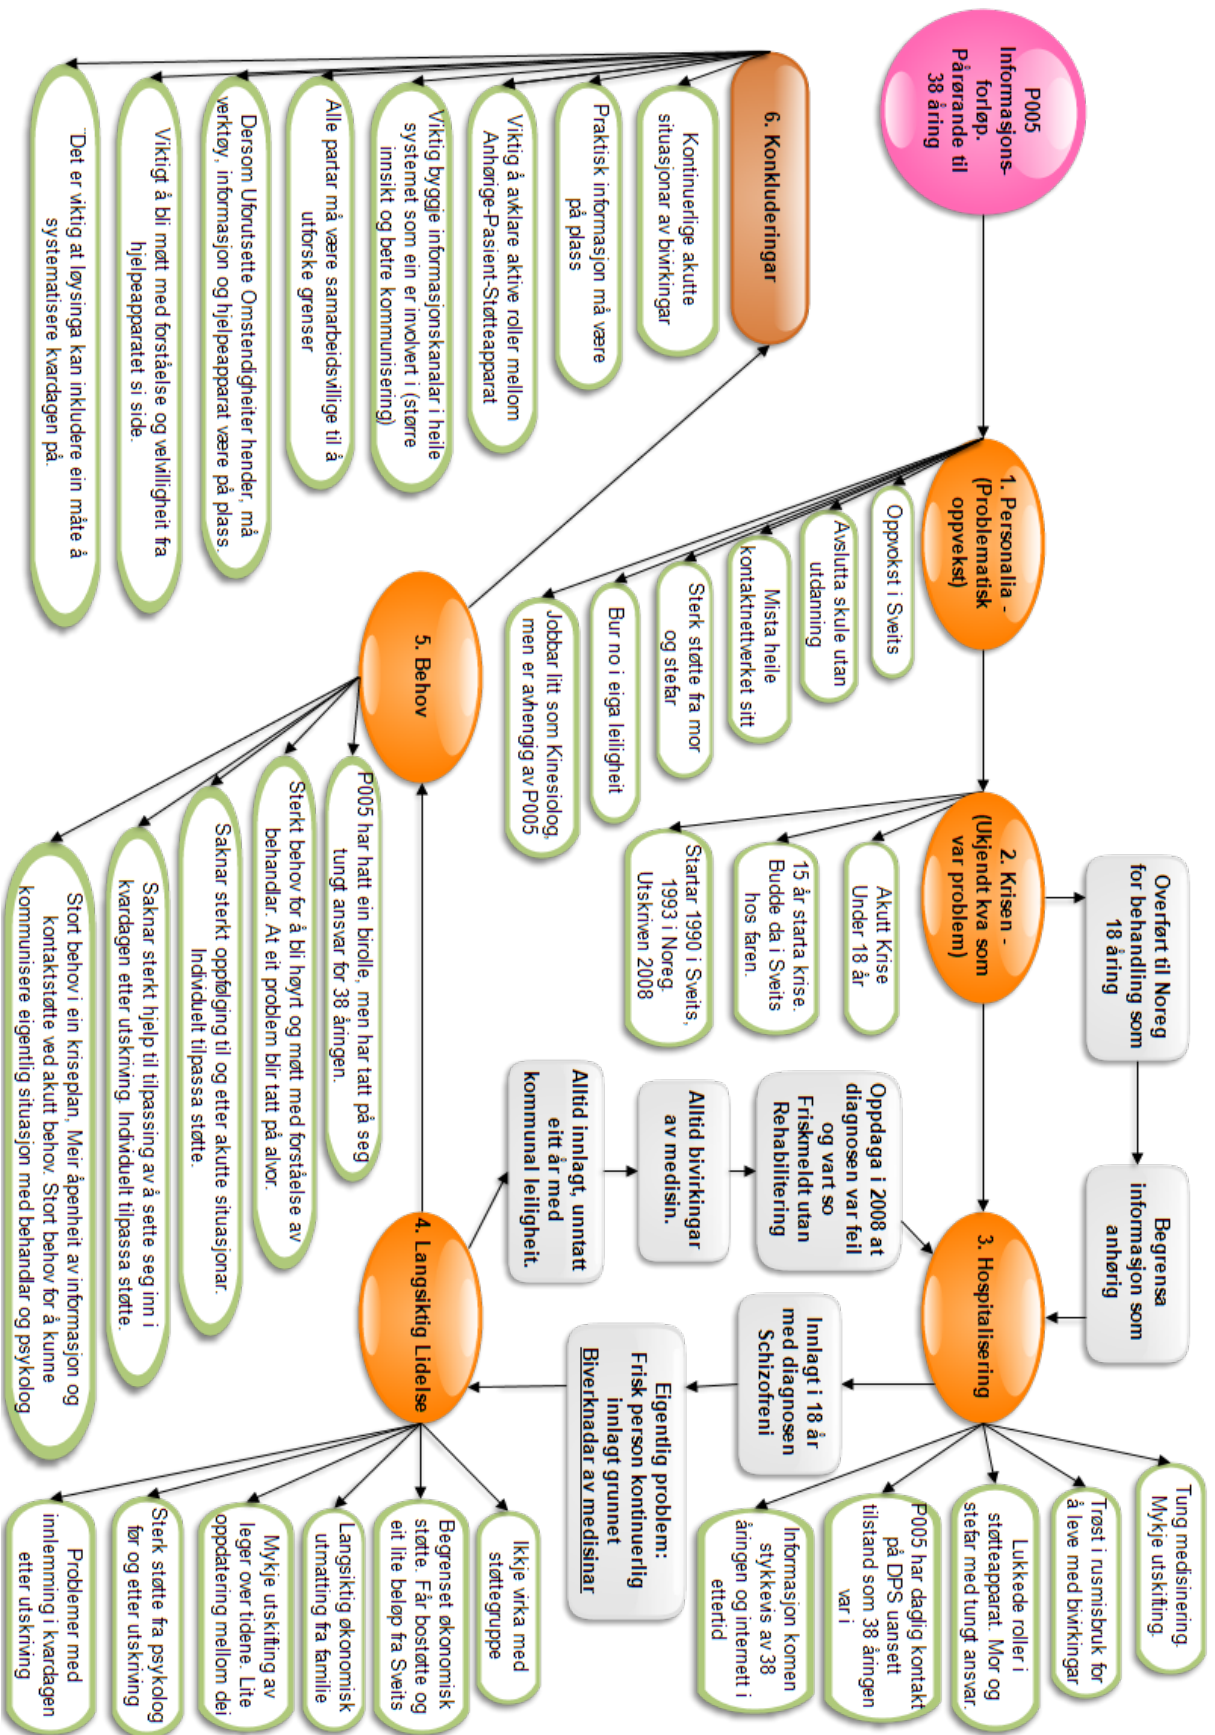 P005
Informasjons-
forløp.
Pårørande til
38 åring
1. Personalia -
(Problematisk
oppvekst)
Oppvokst i Sveits
Avslutta skule utan
utdanning
Mista heile
kontaktnettverket sitt
Sterk støtte fra mor
og stefar
Bur no i eiga leiligheit
Jobbar litt som Kinesiolog,
men er avhengig av P005
2. Krisen -
(Ukjendt kva som
var problem)
Akutt Krise
Under 18 år
15 år starta krise.
Budde da i Sveits
hos faren.
Startar 1990 i Sveits,
1993 i Noreg.
Utskriven 2008
Overført til Noreg
for behandling som
18 åring
Begrensa
informasjon som
anhørig
3. Hospitalisering
Tung medisinering.
Mykje utskifting.
Trøst i rusmisbruk for
å leve med bivirkingar
Lukkede roller i
støtteapparat. Mor og
stefar med tungt ansvar.
P005 har daglig kontakt
på DPS uansett
tilstand som 38 åringen
var i
Informasjon komen
stykkevis av 38
åringen og internett i
ettertid
Innlagt i 18 år
med diagnosen
Schizofreni
Eigentlig problem:
Frisk person kontinuerlig
innlagt grunnet
Biverknadar av medisinar
4. Langsiktig Lidelse
Ikkje virka med
støttegruppe
Begrenset økonomisk
støtte. Får bostøtte og
eit lite beløp fra Sveits
Langsiktig økonomisk
utmatting fra familie
Mykje utskifting av
leger over tidene. Lite
oppdatering mellom dei
Sterk støtte fra psykolog
før og etter utskriving
Problemer med
innlemming i kvardagen
etter utskriving
Alltid innlagt, unntatt
eitt år med
kommunal leiligheit.
Alltid bivirkingar
av medisin.
Oppdaga i 2008 at
diagnosen var feil
og vart so
Friskmeldt utan
Rehabilitering
5. Behov
P005 har hatt ein birolle, men har tatt på seg
tungt ansvar for 38 åringen.
Sterkt behov for å bli høyrt og møtt med forståelse av
behandlar. At eit problem blir tatt på alvor.
Saknar sterkt oppfølging til og etter akutte situasjonar.
Individuelt tilpassa støtte.
Saknar sterkt hjelp til tilpassing av å sette seg inn i
kvardagen etter utskriving. Individuelt tilpassa støtte.
Stort behov i ein kriseplan, Meir åpenheit av informasjon og
kontaktstøtte ved akutt behov. Stort behov for å kunne
kommunisere eigentlig situasjon med behandlar og psykolog
6. Konkluderingar
Kontinuerlige akutte
situasjonar av bivirkingar
Praktisk informasjon må være
på plass
Viktig å avklare aktive roller mellom
Anhørige-Pasient-Støtteapparat
Viktig byggje informasjonskanalar i heile
systemet som ein er involvert i (større
innsikt og betre kommunisering)
Alle partar må være samarbeidsvillige til å
utforske grenser
Dersom Uforutsette Omstendigheiter hender, må
verktøy, informasjon og hjelpeapparat være på plass.
Viktigt å bli møtt med forståelse og velvilligheit fra
hjelpeapparatet si side.
¨Det er viktig at løysinga kan inkludere ein måte å
systematisere kvardagen på.